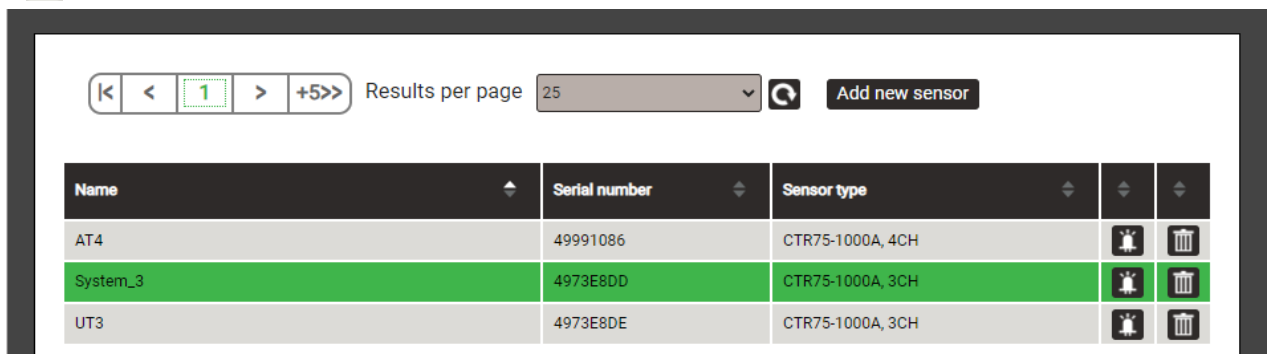 |< < 1 > +5>> Results per page 25 Add new sensor
Name Serial number Sensor type
AT4 49991086 CTR75-1000A, 4CH
System_3 4973E8DD CTR75-1000A, 3CH
UT3 4973E8DE CTR75-1000A, 3CH